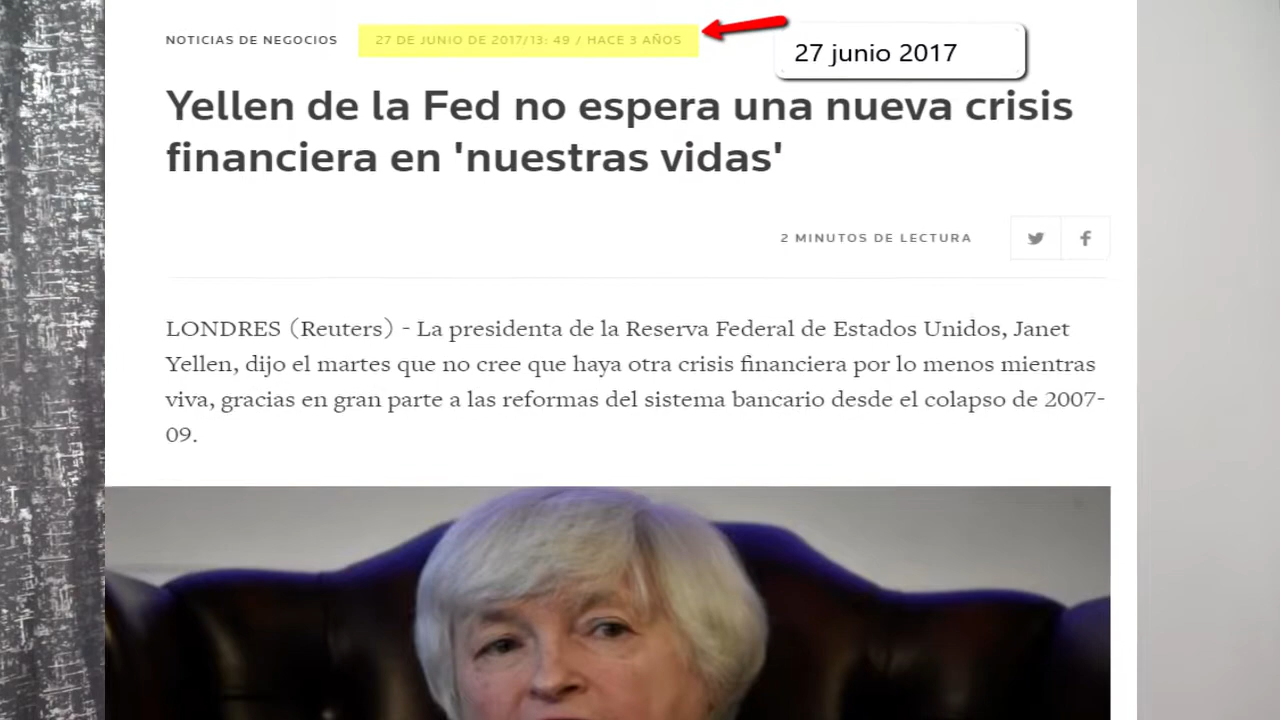 NOTICIAS DE NEGOCIOS 27 DE JUNIO DE 2017/13: 49 / HACE 3 AÑOS
27 junio 2017
Yellen de la Fed no espera una nueva crisis
financiera en 'nuestras vidas'
2 MINUTOS DE LECTURA
LONDRES (Reuters) - La presidenta de la Reserva Federal de Estados Unidos, Janet
Yellen, dijo el martes que no cree que haya otra crisis financiera por lo menos mientras
viva, gracias en gran parte a las reformas del sistema bancario desde el colapso de 2007-
09.